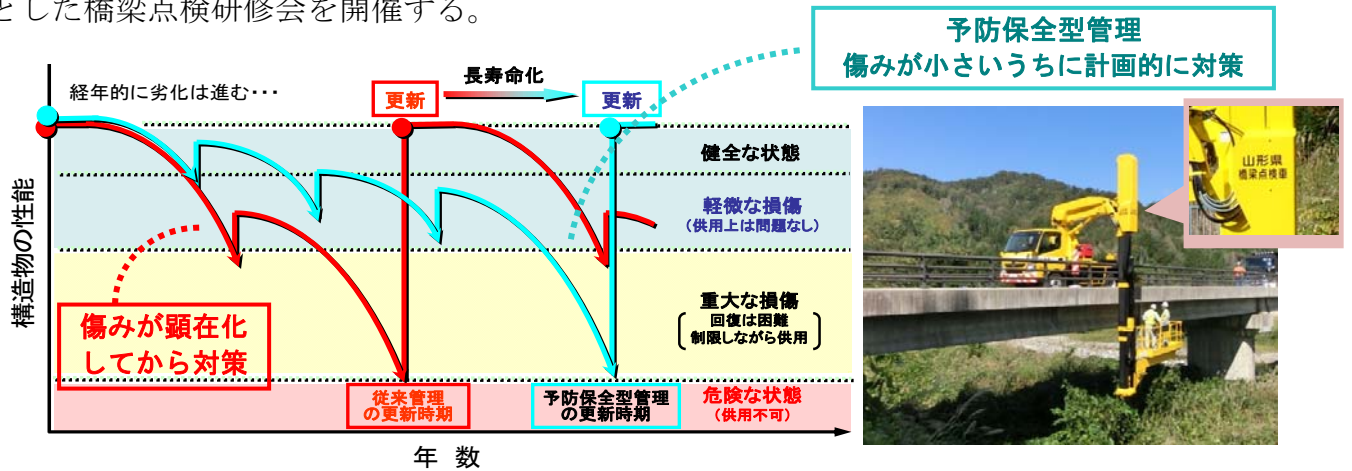 とした橋梁点検研修会を開催する。
予防保全型管理
傷みが小さいうちに計画的に対策
長寿命化
経年的に劣化は進む・・・
更新
更新
健全な状態
軽微な損傷
（供用上は問題なし）
重大な損傷
回復は困難
制限しながら供用
危険な状態
（供用不可）
傷みが顕在化
してから対策
従来管理
の更新時期
予防保全型管理
の更新時期
構造物の性能
年 数
山形県
橋梁点検車